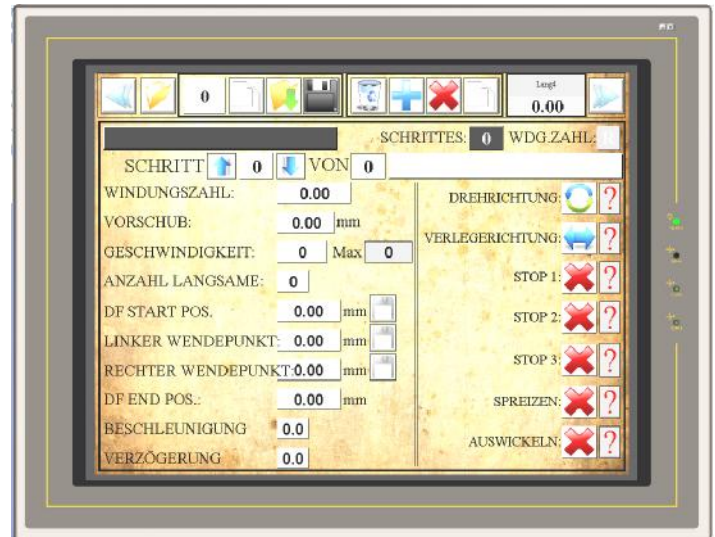 0
Lang4
0.00
SCHRITTES: 0 WDG.ZAHL: R
SCHRITT 0 VON 0
WINDUNGSZAHL: 0.00
VORSCHUB: 0.00 mm
GESCHWINDIGKEIT: 0 Max 0
ANZAHL LANGSAME: 0
DF START POS. 0.00 mm
LINKER WENDEPUNKT: 0.00 mm
RECHTER WENDEPUNKT: 0.00 mm
DF END POS.: 0.00 mm
BESCHLEUNIGUNG 0.0
VERZÖGERUNG 0.0
DREHRICHTUNG: ?
VERLEGERICHTUNG: ?
STOP 1: ?
STOP 2: ?
STOP 3: ?
SPREIZEN: ?
AUSWICKELN: ?